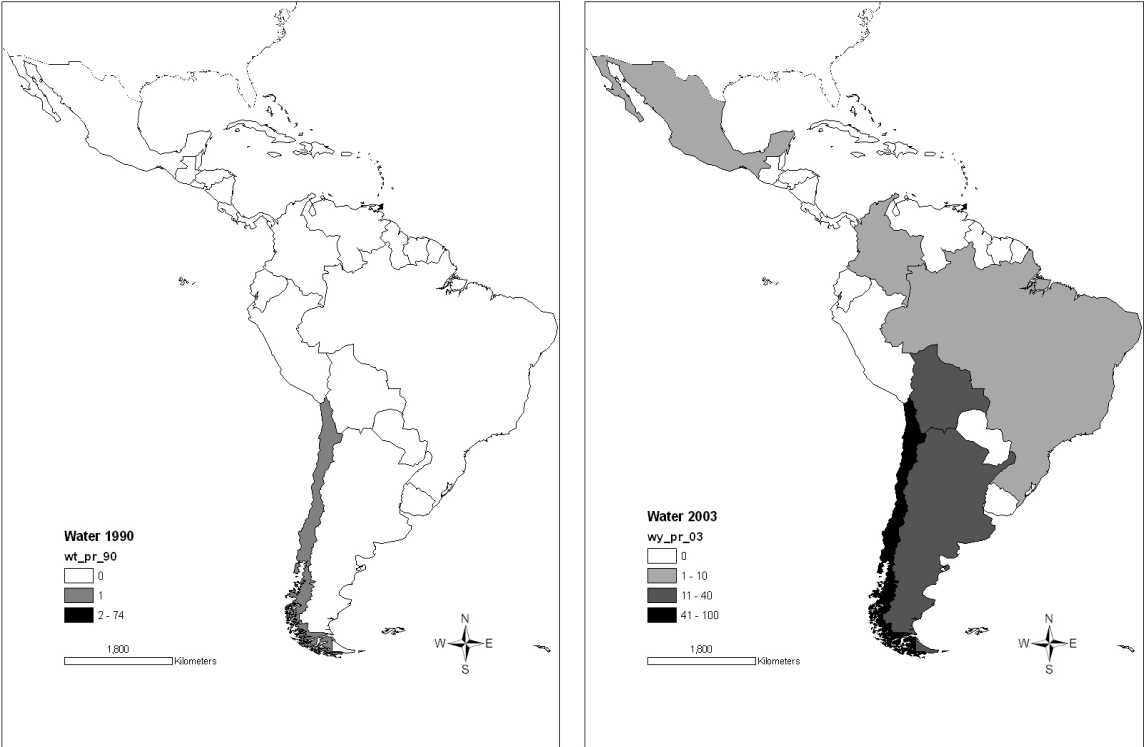 Water 1990
wt_pr_90
0
1
2 - 74
1,800
Kilometers
N
W E
S
Water 2003
wy_pr_03
0
1 - 10
11 - 40
41 - 100
1,800
Kilometers
N
W E
S